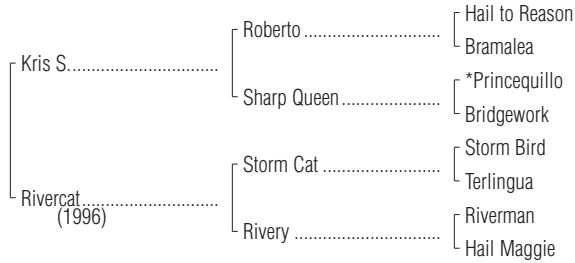 Hail to Reason
Roberto ..............................
Bramalea
Kris S. ..............................
*Princequillo
Sharp Queen ......................
Bridgework
Storm Bird
Storm Cat ..........................
Terlingua
Rivercat ..............................
(1996)
Riverman
Rivery ................................
Hail Maggie